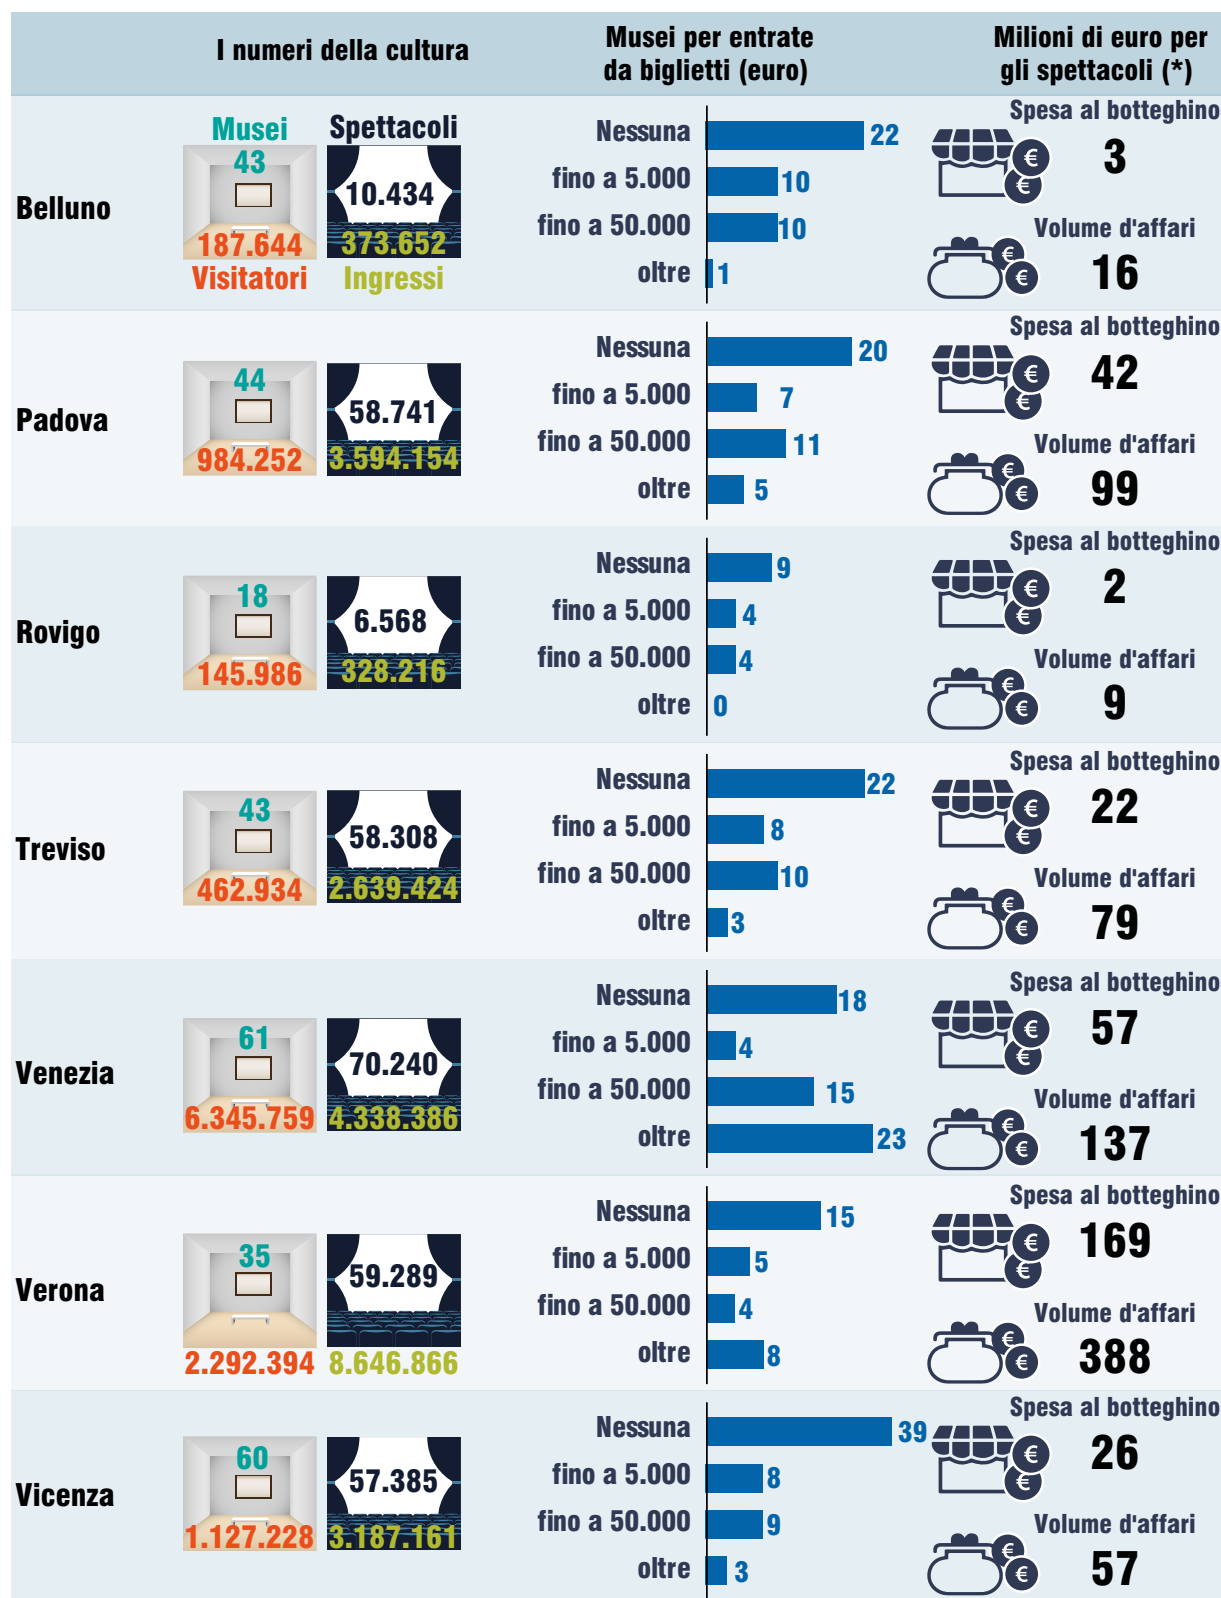 I numeri della cultura
Musei per entrate
da biglietti (euro)
Milioni di euro per
gli spettacoli (*)
Belluno
Musei
43
187.644
Visitatori
Spettacoli
10.434
373.652
Ingressi
Nessuna 22
fino a 5.000 10
fino a 50.000 10
oltre 1
Spesa al botteghino
€
€
3
Volume d'affari
€
€
16
Padova
44
984.252
58.741
3.594.154
Nessuna 20
fino a 5.000 7
fino a 50.000 11
oltre 5
Spesa al botteghino
€
€
42
Volume d'affari
€
€
99
Rovigo
18
145.986
6.568
328.216
Nessuna 9
fino a 5.000 4
fino a 50.000 4
oltre 0
Spesa al botteghino
€
€
2
Volume d'affari
€
€
9
Treviso
43
462.934
58.308
2.639.424
Nessuna 22
fino a 5.000 8
fino a 50.000 10
oltre 3
Spesa al botteghino
€
€
22
Volume d'affari
€
€
79
Venezia
61
6.345.759
70.240
4.338.386
Nessuna 18
fino a 5.000 4
fino a 50.000 15
oltre 23
Spesa al botteghino
€
€
57
Volume d'affari
€
€
137
Verona
35
2.292.394
59.289
8.646.866
Nessuna 15
fino a 5.000 5
fino a 50.000 4
oltre 8
Spesa al botteghino
€
€
169
Volume d'affari
€
€
388
Vicenza
60
1.127.228
57.385
3.187.161
Nessuna 39
fino a 5.000 8
fino a 50.000 9
oltre 3
Spesa al botteghino
€
€
26
Volume d'affari
€
€
57